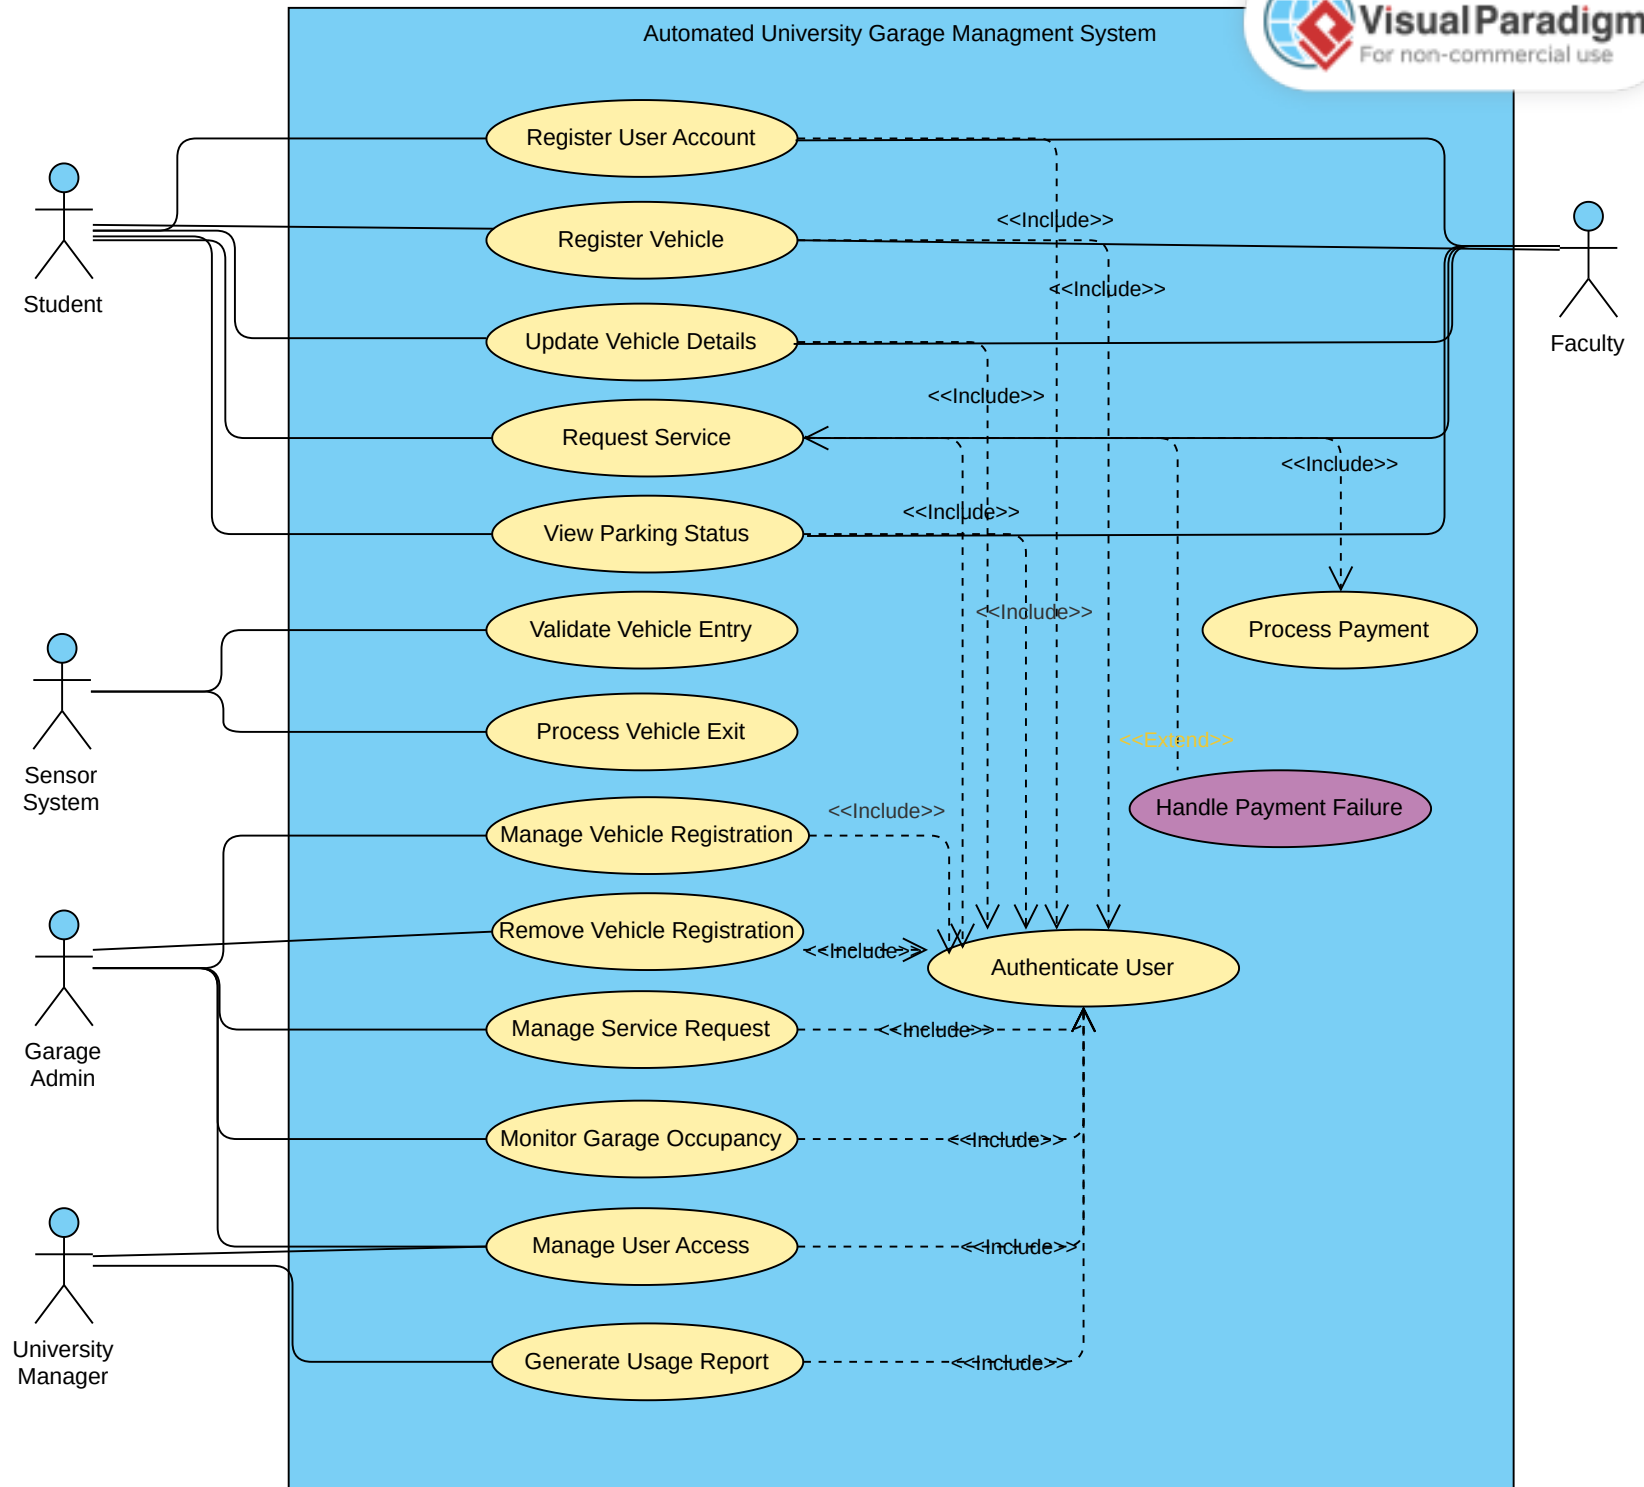 Automated University Garage Managment System
Visual Paradigm
For non-commercial use
Register User Account
Student
Register Vehicle
<<Include>>
<<Include>>
Faculty
Update Vehicle Details
<<Include>>
Request Service
<<Include>>
<<Include>>
View Parking Status
<<Include>>
Validate Vehicle Entry
Process Payment
Process Vehicle Exit
<<Extend>>
Sensor
System
Handle Payment Failure
<<Include>>
Manage Vehicle Registration
Remove Vehicle Registration
<<Include>>
Authenticate User
Manage Service Request
<<Include>>
Garage
Admin
Monitor Garage Occupancy
<<Include>>
Manage User Access
<<Include>>
University
Manager
Generate Usage Report
<<Include>>